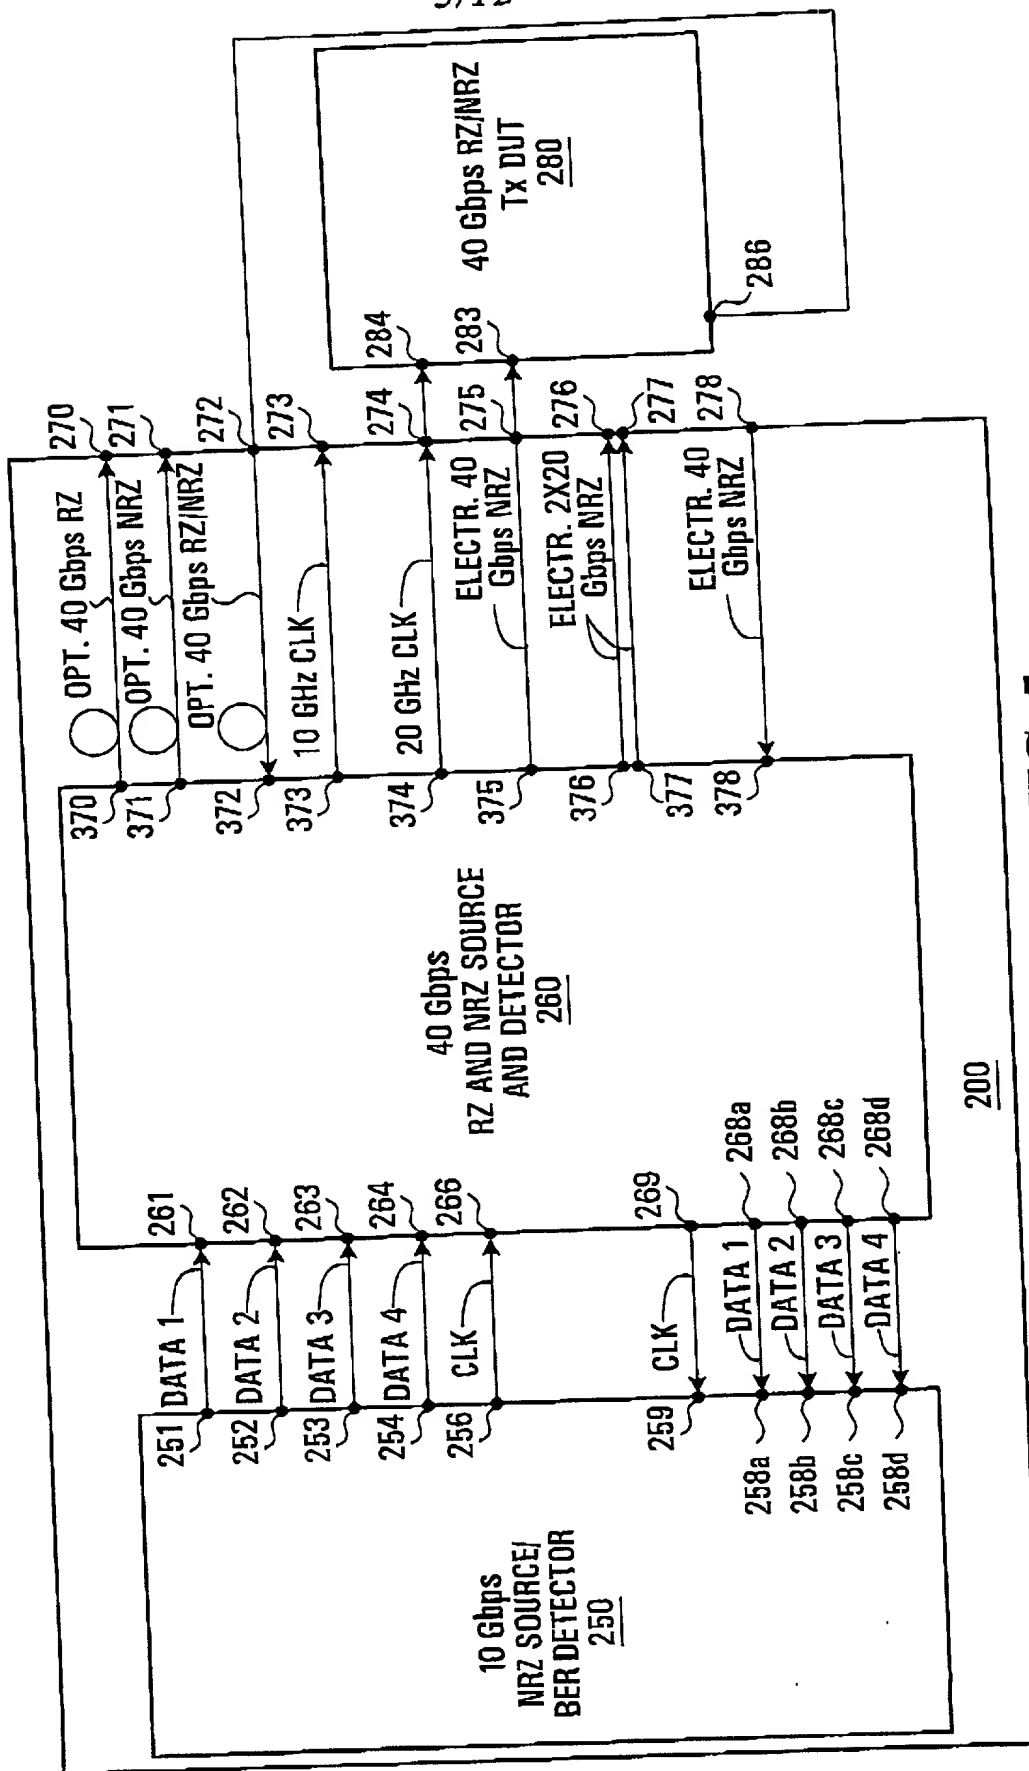 10 Gbps
NRZ SOURCE/
BER DETECTOR
250
251
252
253
254
256
259
258a
258b
258c
258d
DATA 1
DATA 2
DATA 3
DATA 4
CLK
CLK
DATA 1
DATA 2
DATA 3
DATA 4
261
262
263
264
266
269
268a
268b
268c
268d
40 Gbps
RZ AND NRZ SOURCE
AND DETECTOR
260
200
370
371
372
373
374
375
376
377
378
OPT. 40 Gbps RZ
OPT. 40 Gbps NRZ
OPT. 40 Gbps RZ/NRZ
10 GHz CLK
20 GHz CLK
ELECTR. 40
Gbps NRZ
ELECTR. 2X20
Gbps NRZ
ELECTR. 40
Gbps NRZ
270
271
272
273
274
275
276
277
278
284
283
40 Gbps RZ/NRZ
Tx DUT
280
286